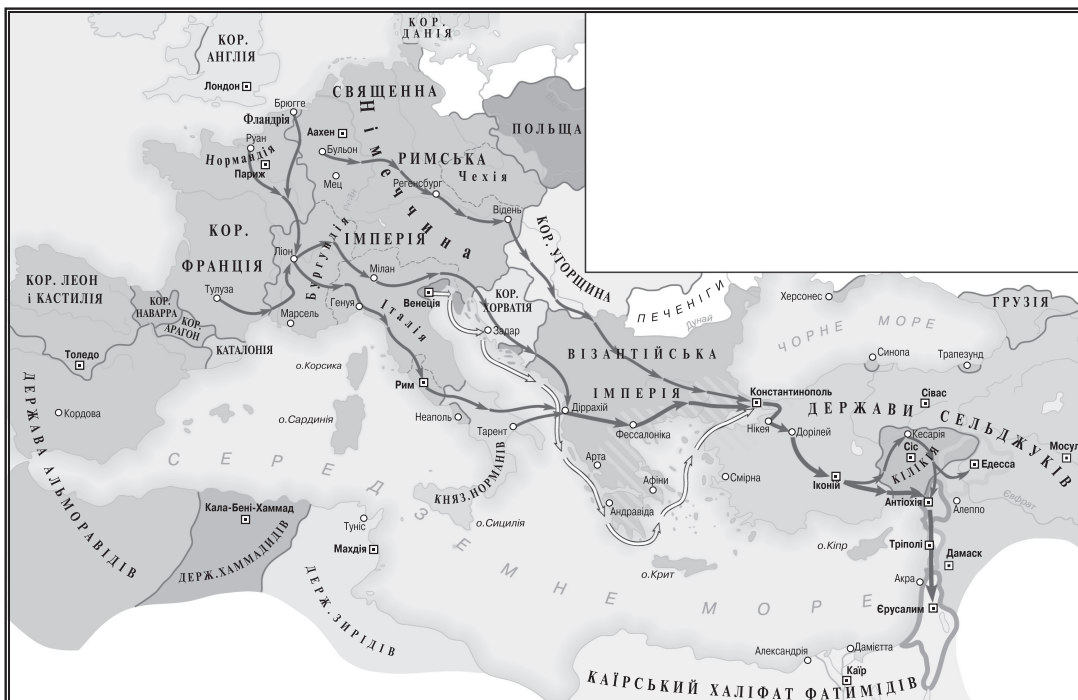 КОР.
ДАНІЯ
КОР.
АНГЛІЯ
Лондон
СВЯЩЕННА
Брюгге
Фландрія
Німеччина
Аахен
ПОЛЬЩА
Руан
Нормандія
Париж
Бульон
РИМСЬКА
Чехія
Мец
Регенсбург
Відень
КОР. УГОРЩИНА
КОР.
ФРАНЦІЯ
Бургундія
ІМПЕРІЯ
Ліон
Мілан
КОР. ЛЕОН
і КАСТИЛІЯ
Тулуза
КОР.
НАВАРРА
КОР.
АРАГОН
КАТАЛОНІЯ
Марсель
Генуя
Італія
Венеція
КОР.
ХОРВАТІЯ
Задар
ПЕЧЕНІГИ
Дунай
Херсонес
ГРУЗІЯ
ЧОРНЕ МОРЕ
Синопа
Трапезунд
Толедо
о.Корсика
Рим
ВІЗАНТІЙСЬКА
ІМПЕРІЯ
Константинополь
Сівас
ДЕРЖАВИ СЕЛЬДЖУКІВ
Кордова
ДЕРЖАВА АЛЬМОРАВІДІВ
о.Сардинія
Неаполь
Тарент
Діррахій
Фессалоніка
Нікея
Дорілей
Кесарія
Сіс
КІЛІКІЯ
Мосул
Едесса
СЕРЕДЗЕМНЕ МОРЕ
КНЯЗ.НОРМАНІВ
Арта
Афіни
Андравіда
Смірна
Іконій
Антіохія
Алеппо
Євфрат
Кала-Бені-Хаммад
ДЕРЖ.ХАММАДИДІВ
Туніс
Махдія
ДЕРЖ. ЗИРІДІВ
о.Сицилія
о.Крит
о.Кіпр
Тріполі
Дамаск
Акра
Єрусалим
Александрія
Дамієтта
Каїр
КАЇРСЬКИЙ ХАЛІФАТ ФАТИМІДІВ